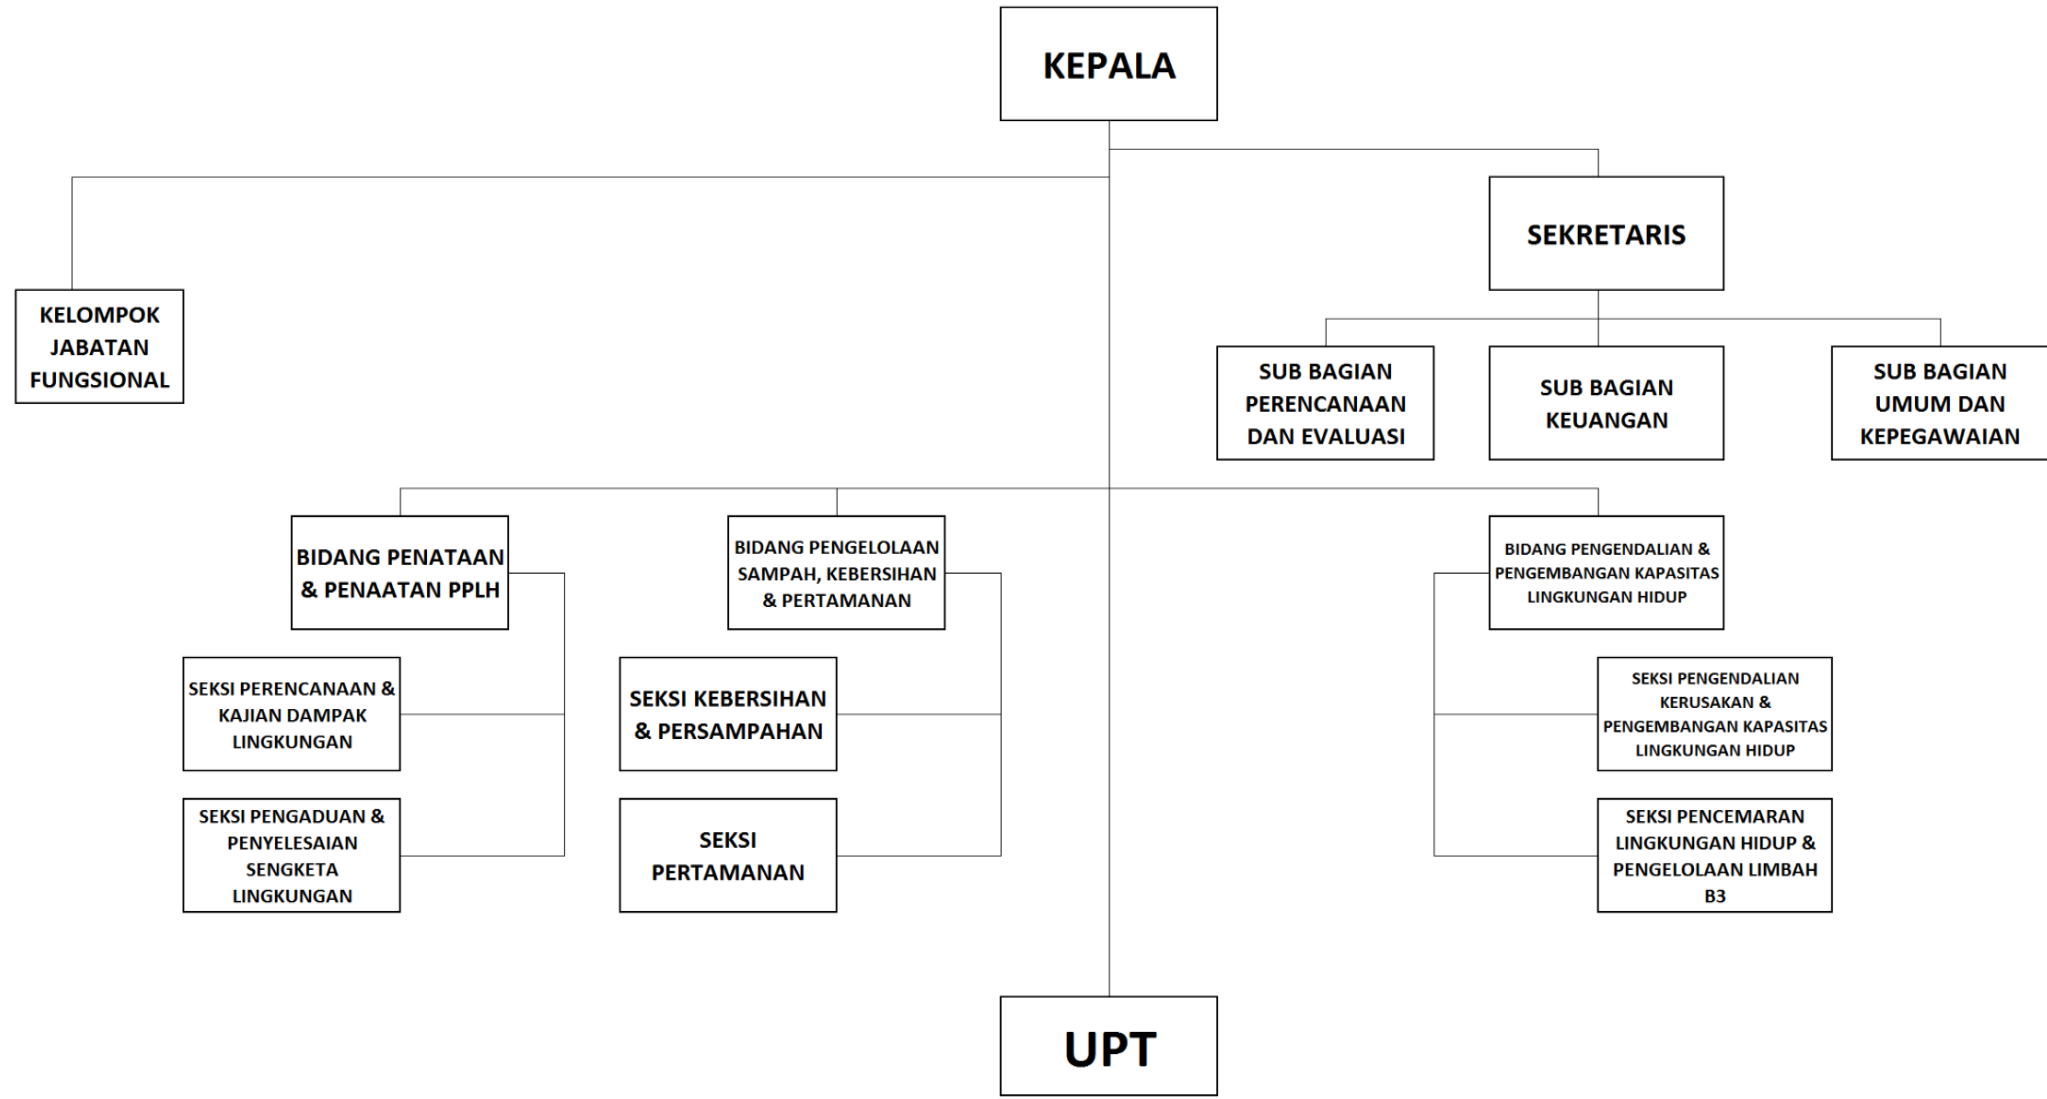 KEPALA
SEKRETARIS
KELOMPOK
JABATAN
FUNGSIONAL
SUB BAGIAN
PERENCANAAN
DAN EVALUASI
SUB BAGIAN
KEUANGAN
SUB BAGIAN
UMUM DAN
KEPEGAWAIAN
BIDANG PENATAAN
& PENAATAN PPLH
BIDANG PENGELOLAAN
SAMPAH, KEBERSIHAN
& PERTAMANAN
BIDANG PENGENDALIAN &
PENGEMBANGAN KAPASITAS
LINGKUNGAN HIDUP
SEKSI PERENCANAAN &
KAJIAN DAMPAK
LINGKUNGAN
SEKSI KEBERSIHAN
& PERSAMPAHAN
SEKSI PENGENDALIAN
KERUSAKAN &
PENGEMBANGAN KAPASITAS
LINGKUNGAN HIDUP
SEKSI PENGADUAN &
PENYELESAIAN
SENGKETA
LINGKUNGAN
SEKSI
PERTAMANAN
SEKSI PENCEMARAN
LINGKUNGAN HIDUP &
PENGELOLAAN LIMBAH
B3
UPT